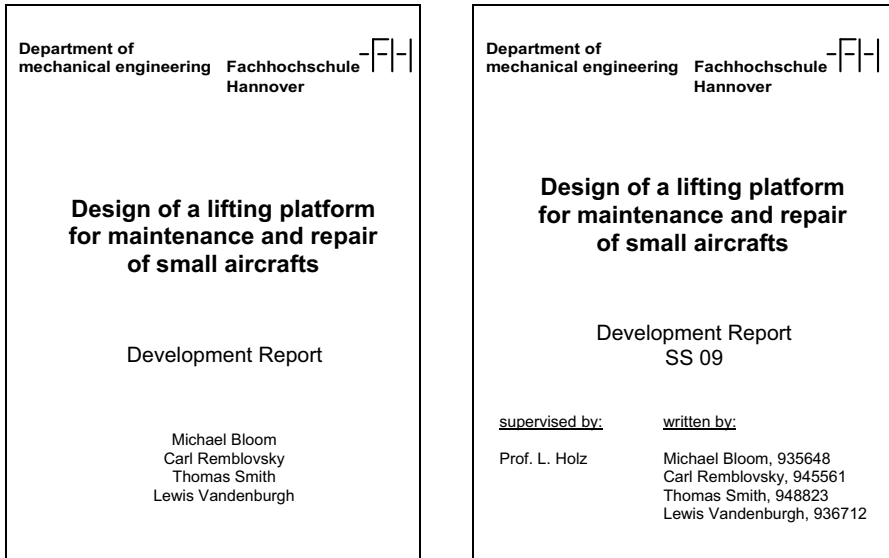 Department of
mechanical engineering Fachhochschule
Hannover
Design of a lifting platform
for maintenance and repair
of small aircrafts
Development Report
Michael Bloom
Carl Remblovsky
Thomas Smith
Lewis Vandenburgh
Department of
mechanical engineering Fachhochschule
Hannover
Design of a lifting platform
for maintenance and repair
of small aircrafts
Development Report
SS 09
supervised by: written by:
Prof. L. Holz Michael Bloom, 935648
Carl Remblovsky, 945561
Thomas Smith, 948823
Lewis Vandenburgh, 936712